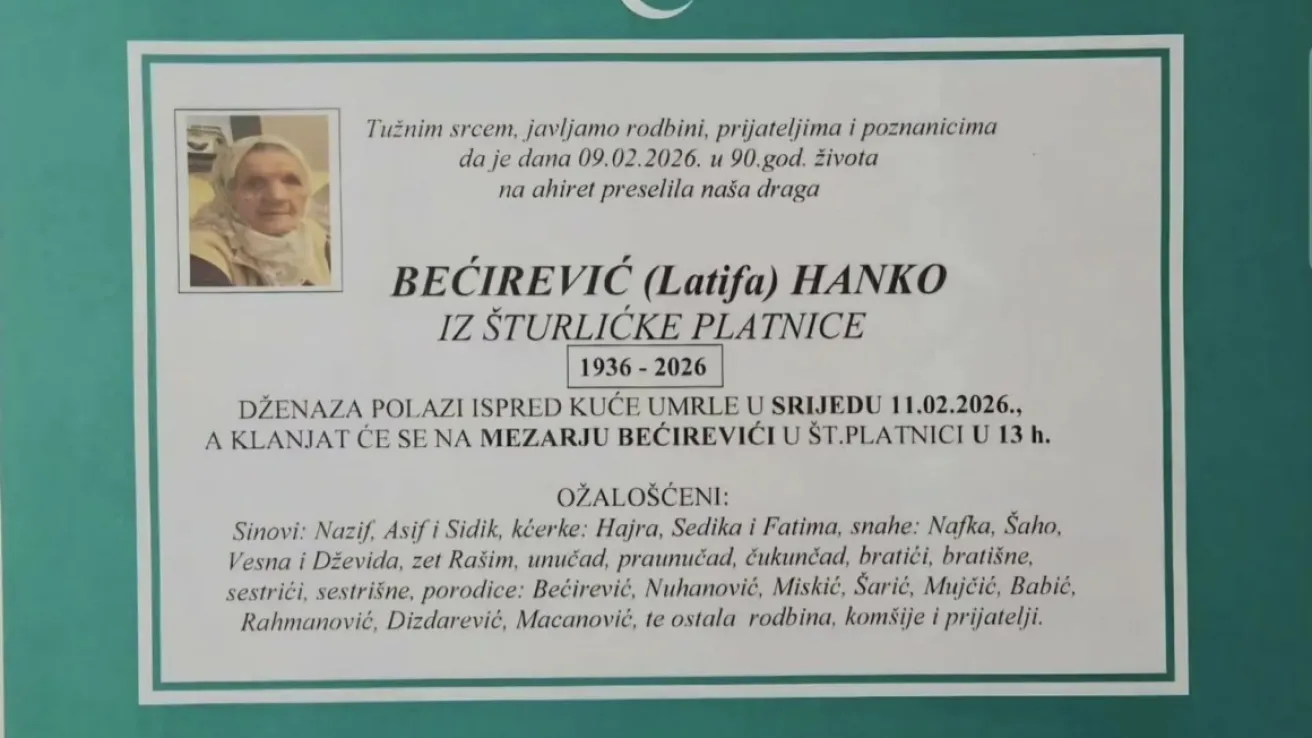 Tužnim srcem, javljamo rodbini, prijateljima i poznanicima
da je dana 09.02.2026. u 90.god. života
na ahiret preselila naša draga
BEĆIREVIĆ (Latifa) HANKO
IZ ŠTURLIĆKE PLATNICE
1936 - 2026
DŽENAZA POLAZI ISPRED KUĆE UMRLE U SRIJEDU 11.02.2026.,
A KLANJAT ĆE SE NA MEZARJU BEĆIREVIĆI U ŠT.PLATNICI U 13 h.
OŽALOŠĆENI:
Sinovi: Nazif, Asif i Sidik, kćerke: Hajra, Sedika i Fatima, snahe: Nafka, Šaho,
Vesna i Dževida, zet Rašim, unučad, praunučad, čukunčad, bratići, bratišne,
sestrići, sestrišne, porodice: Bećirević, Nuhanović, Miskić, Šarić, Mujčić, Babić,
Rahmanović, Dizdarević, Macanović, te ostala rodbina, komšije i prijatelji.